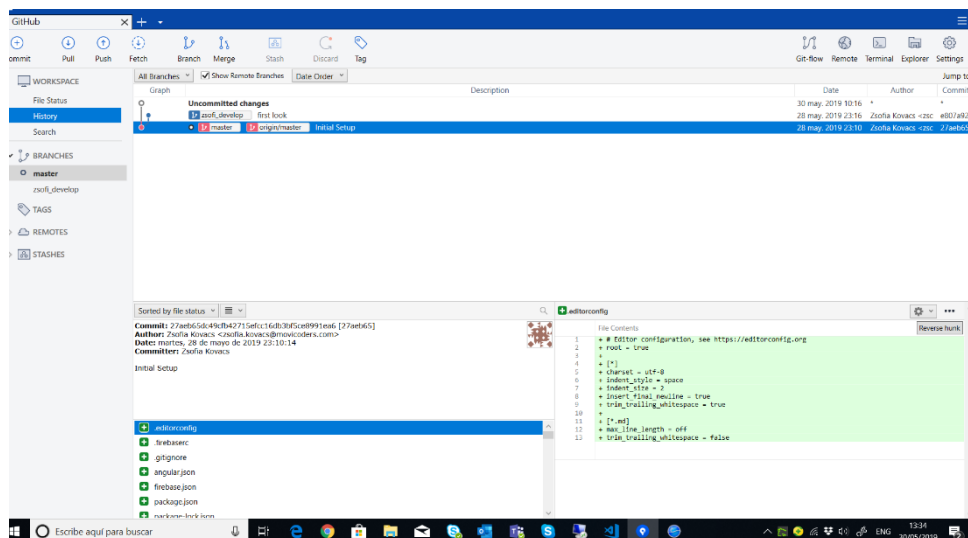 GitHub
ommit Pull Push Fetch Branch Merge Stash Discard Tag Git-flow Remote Terminal Explorer Settings
WORKSPACE
File Status
History
Search
BRANCHES
master
zsofi_develop
TAGS
REMOTES
STASHES
All Branches Show Remote Branches Date Order Jump to
Graph Description Date Author Commit
Uncommitted changes 30 may. 2019 10:16 * *
zsofi_develop first look 28 may. 2019 23:16 Zsofia Kovacs <zsc e807a92
master origin/master Initial Setup 28 may. 2019 23:10 Zsofia Kovacs <zsc 27aeb65
Sorted by file status
Commit: [27aeb65]
Author: Zsofia Kovacs <zsofia.kovacs@movicoders.com>
Date: martes, 28 de mayo de 2019 23:10:14
Committer: Zsofia Kovacs
Initial Setup
.editorconfig
.firebaserc
.gitignore
angular.json
firebase.json
package.json
package-lock.json
.editorconfig
File Contents Reverse hunk
1 + # Editor configuration, see https://editorconfig.org
2 + root = true
3 +
4 + [*]
5 + charset = utf-8
6 + indent_style = space
7 + indent_size = 2
8 + insert_final_newline = true
9 + trim_trailing_whitespace = true
10 +
11 + [*.md]
12 + max_line_length = off
13 + trim_trailing_whitespace = false
Escribe aquí para buscar
ENG
13:34
30/05/2019